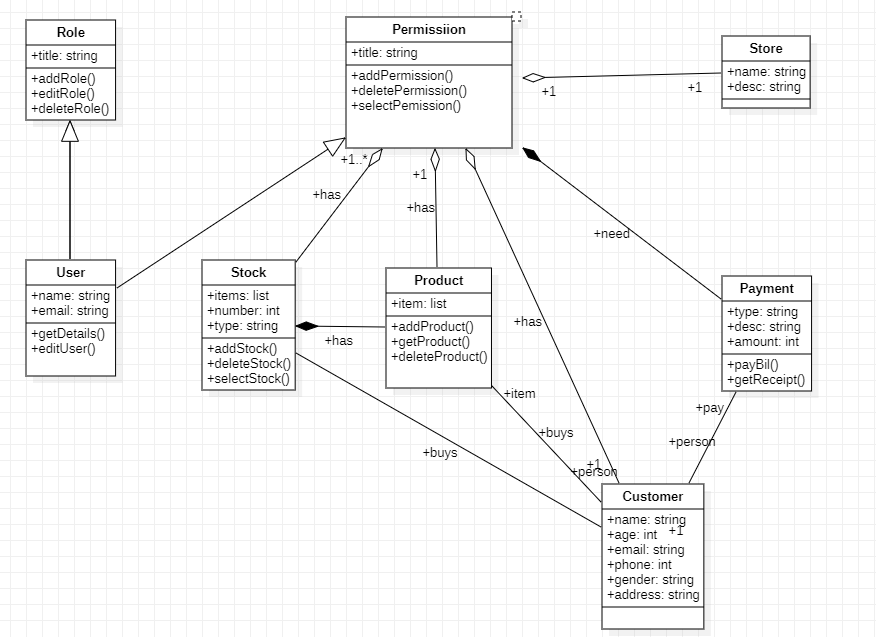 Role
+title: string
+addRole()
+editRole()
+deleteRole()
Permissiion
+title: string
+addPermission()
+deletePermission()
+selectPemission()
Store
+name: string
+desc: string
+1
+1
+1..*
+1
+has
+has
+need
User
+name: string
+email: string
+getDetails()
+editUser()
Stock
+items: list
+number: int
+type: string
+addStock()
+deleteStock()
+selectStock()
Product
+item: list
+addProduct()
+getProduct()
+deleteProduct()
Payment
+type: string
+desc: string
+amount: int
+payBil()
+getReceipt()
+has
+has
+item
+pay
+buys
+person
+buys
+1
+person
Customer
+name: string
+age: int
+1
+email: string
+phone: int
+gender: string
+address: string